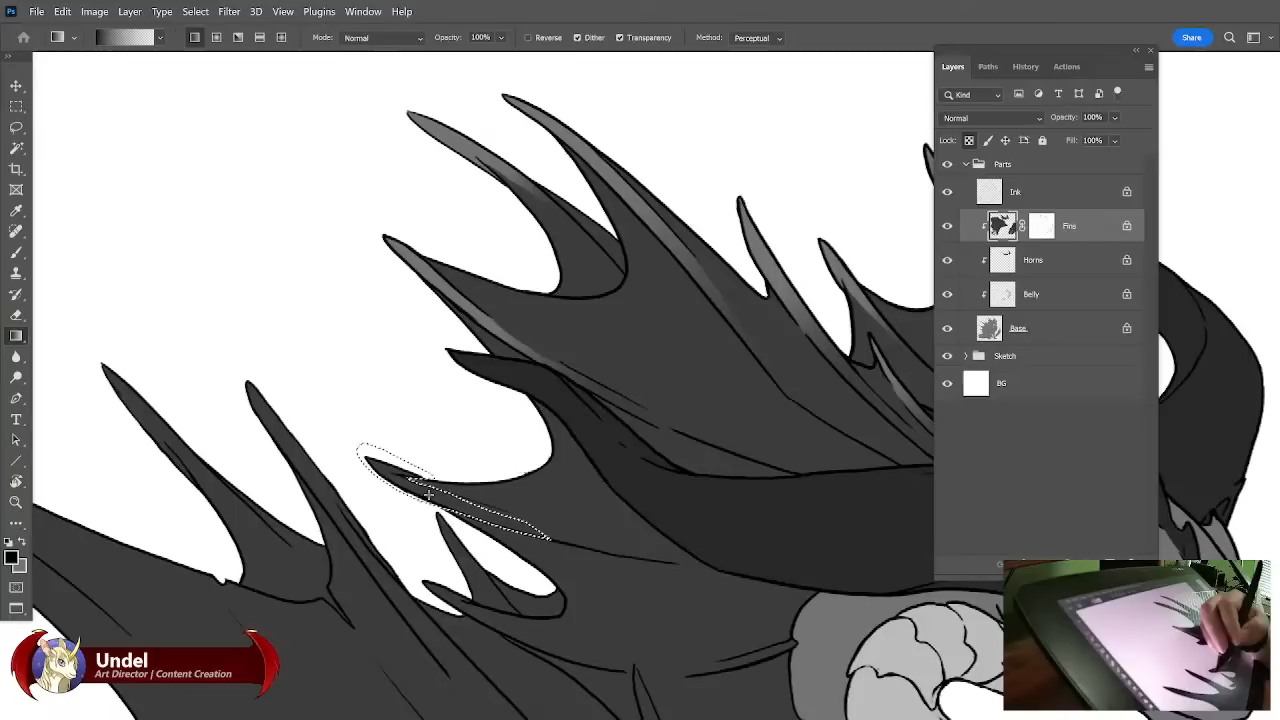 Ps File Edit Image Layer Type Select Filter 3D View Plugins Window Help
Mode: Normal Opacity: 100% Reverse Dither Transparency Method: Perceptual Share
Layers Paths History Actions
Kind
Normal Opacity: 100%
Lock: Fill: 100%
Parts
Ink
Fins
Horns
Belly
Base
Sketch
BG
Undel
Art Director | Content Creation